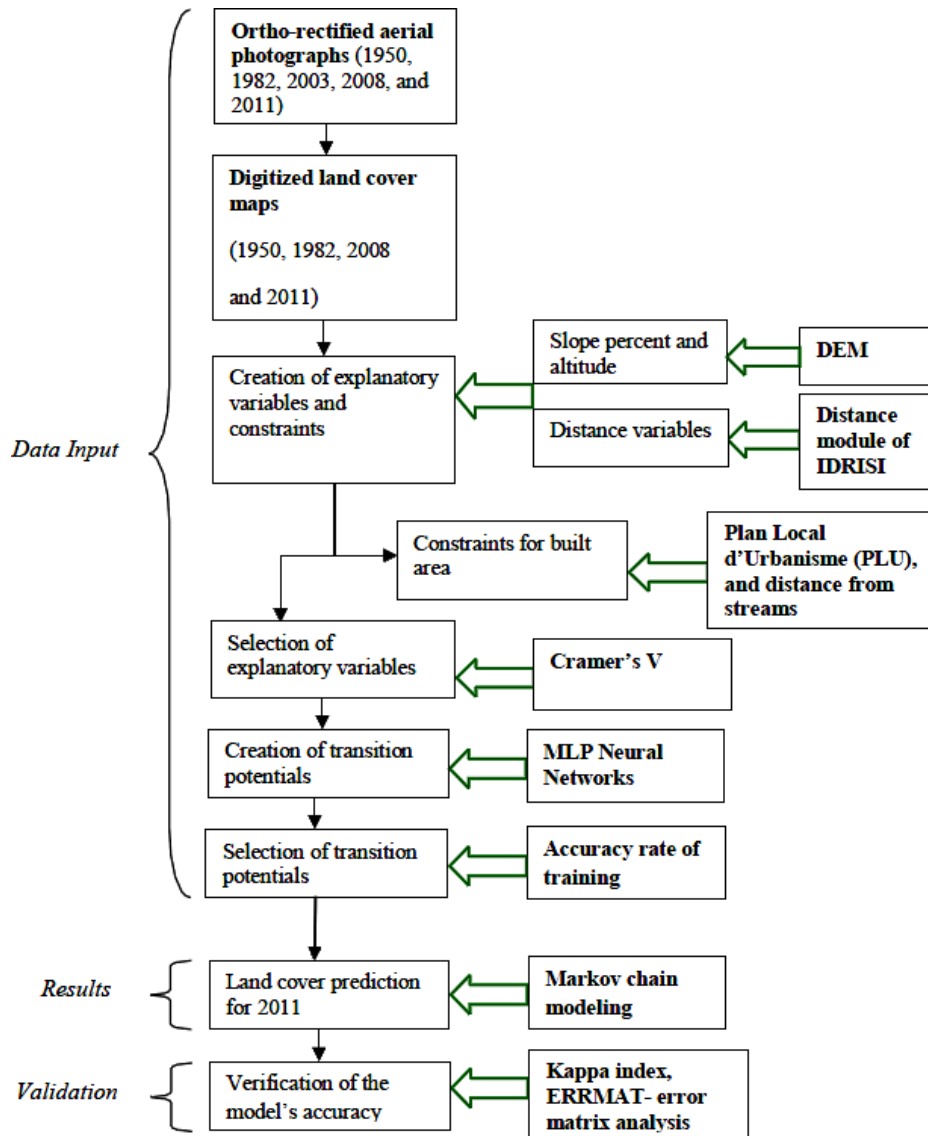 Ortho-rectified aerial
photographs (1950,
1982, 2003, 2008, and
2011)
Digitized land cover
maps
(1950, 1982, 2008
and 2011)
Creation of explanatory
variables and
constraints
Slope percent and
altitude
DEM
Distance variables
Distance
module of
IDRISI
Data Input
Constraints for built
area
Plan Local
d'Urbanisme (PLU),
and distance from
streams
Selection of
explanatory variables
Cramer's V
Creation of transition
potentials
MLP Neural
Networks
Selection of transition
potentials
Accuracy rate of
training
Results
Land cover prediction
for 2011
Markov chain
modeling
Validation
Verification of the
model's accuracy
Kappa index,
ERRMAT- error
matrix analysis